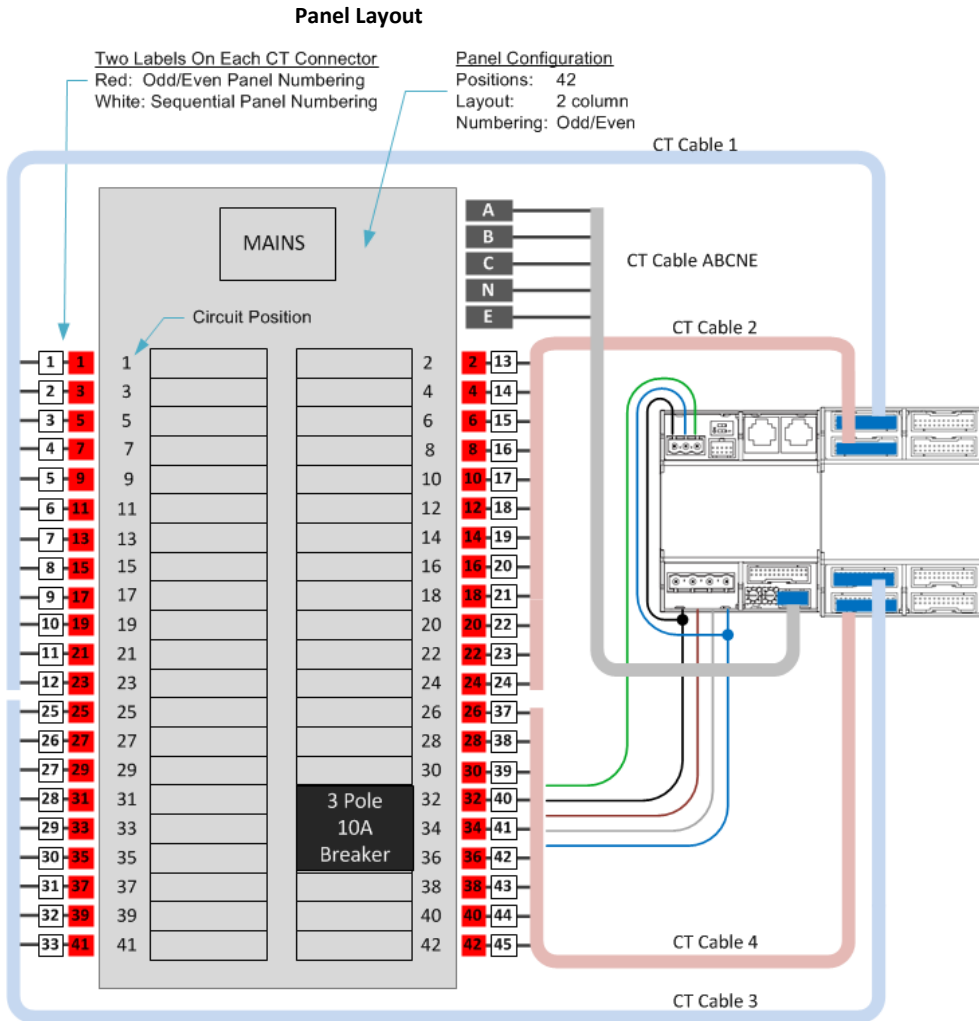 Panel Layout
Two Labels On Each CT Connector
Red: Odd/Even Panel Numbering
White: Sequential Panel Numbering
Panel Configuration
Positions: 42
Layout: 2 column
Numbering: Odd/Even
CT Cable 1
MAINS
A
B
C
N
E
CT Cable ABCNE
Circuit Position
CT Cable 2
1 1 1 2 2 13
2 3 3 4 4 14
3 5 5 6 6 15
4 7 7 8 8 16
5 9 9 10 10 17
6 11 11 12 12 18
7 13 13 14 14 19
8 15 15 16 16 20
9 17 17 18 18 21
10 19 19 20 20 22
11 21 21 22 22 23
12 23 23 24 24 24
25 25 25 26 26 37
26 27 27 28 28 38
27 29 29 30 30 39
28 31 31 3 Pole 32 32 40
29 33 33 10A 34 34 41
30 35 35 Breaker 36 36 42
31 37 37 38 38 43
32 39 39 40 40 44
33 41 41 42 42 45
CT Cable 4
CT Cable 3